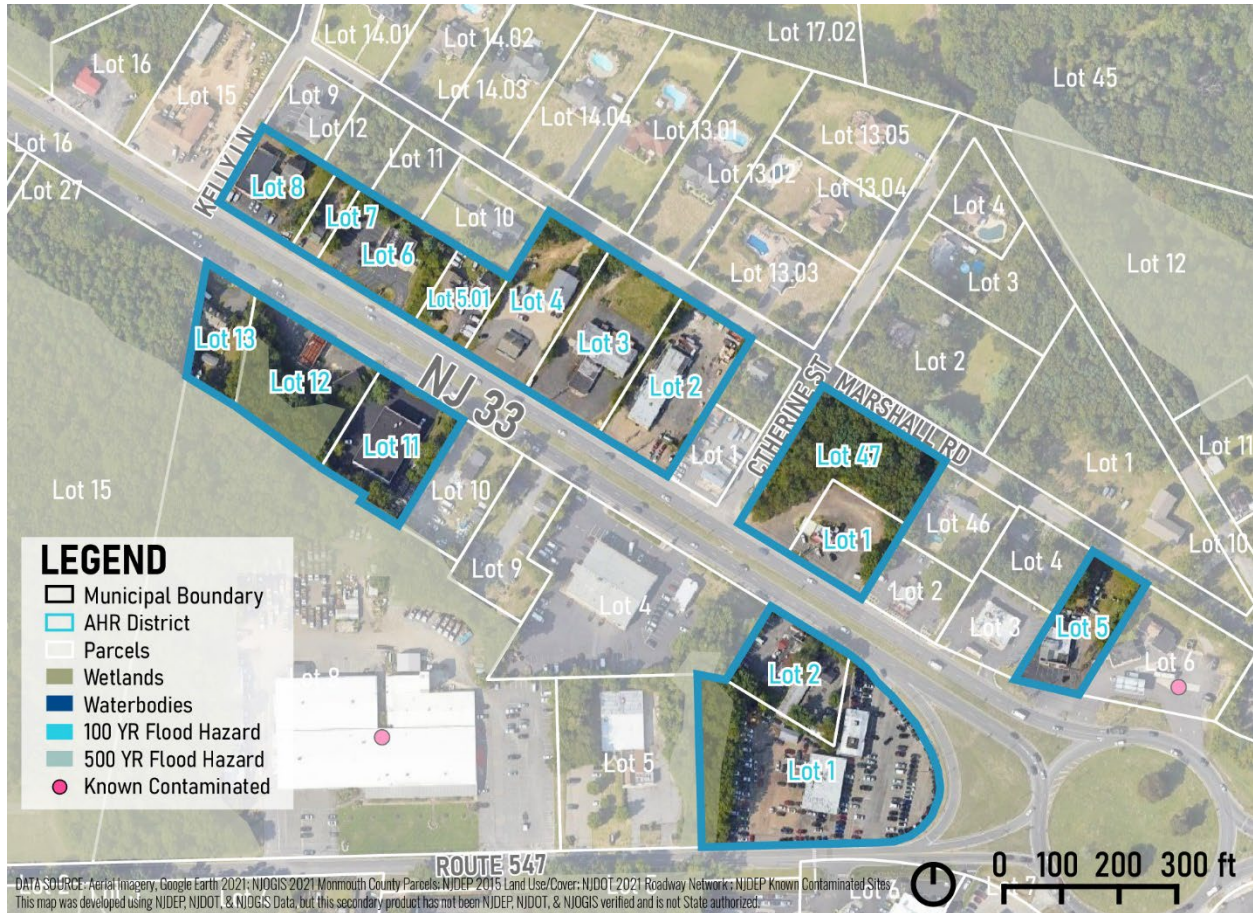 Lot 14.01
Lot 14.02
Lot 17.02
Lot 16
Lot 45
Lot 15
Lot 9
Lot 14.03
Lot 14.04
Lot 13.01
Lot 13.05
Lot 16
Lot 12
Lot 11
Lot 13.02
Lot 13.04
Lot 27
KELLY LN
Lot 8
Lot 7
Lot 10
Lot 4
Lot 6
Lot 3
Lot 12
Lot 13.03
Lot 5.01
Lot 4
Lot 13
Lot 3
Lot 12
NJ 33
Lot 2
Lot 2
CTHERINE ST
MARSHALL RD
Lot 11
Lot 1
Lot 47
Lot 1
Lot 11
Lot 15
Lot 10
Lot 46
Lot 10
Lot 1
Lot 4
Lot 9
Lot 4
Lot 2
Lot 3
Lot 5
Lot 6
Lot 2
Lot 8
Lot 5
Lot 1
LEGEND
Municipal Boundary
AHR District
Parcels
Wetlands
Waterbodies
100 YR Flood Hazard
500 YR Flood Hazard
Known Contaminated
ROUTE 547
0 100 200 300 ft
Lot 5
Lot 6
Lot 7
DATA SOURCE: Aerial Imagery, Google Earth 2021; NJOGIS 2021 Monmouth County Parcels; NJDEP 2015 Land Use/Cover; NJDOT 2021 Roadway Network; NJDEP Known Contaminated Sites
This map was developed using NJDEP, NJDOT, & NJOGIS Data, but this secondary product has not been NJDEP, NJDOT, & NJOGIS verified and is not State authorized.